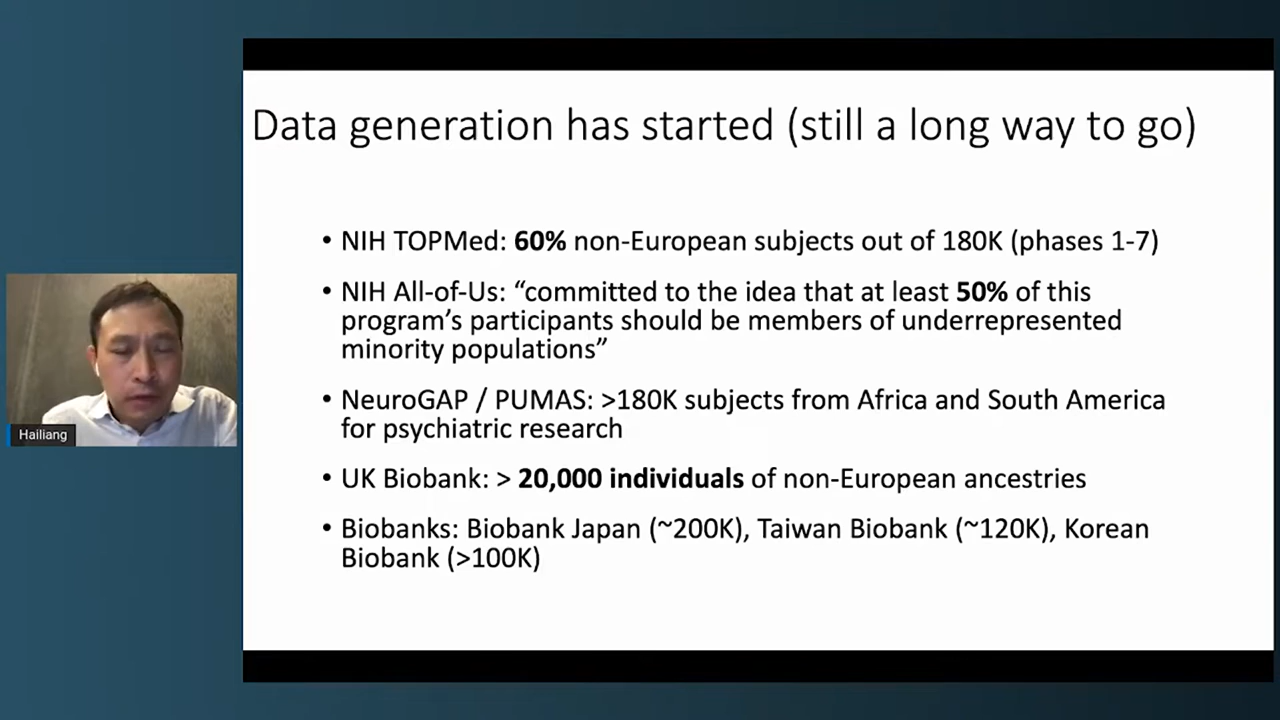 Data generation has started (still a long way to go)
• NIH TOPMed: 60% non-European subjects out of 180K (phases 1-7)
• NIH All-of-Us: “committed to the idea that at least 50% of this
program’s participants should be members of underrepresented
minority populations”
• NeuroGAP / PUMAS: >180K subjects from Africa and South America
for psychiatric research
• UK Biobank: > 20,000 individuals of non-European ancestries
• Biobanks: Biobank Japan (~200K), Taiwan Biobank (~120K), Korean
Biobank (>100K)
Hailiang